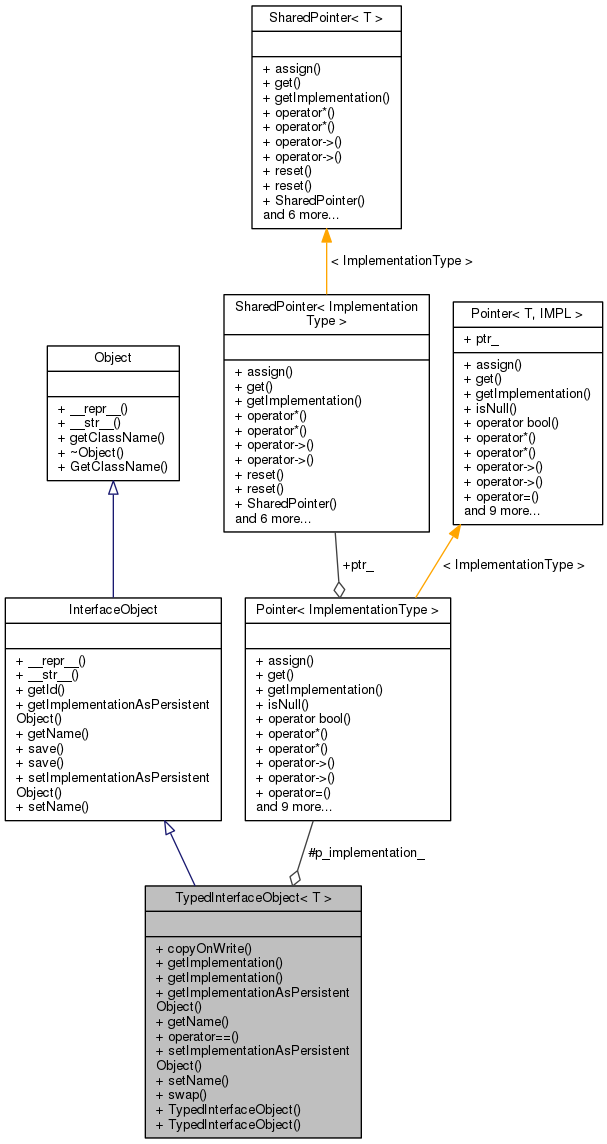 SharedPointer< T >
+ assign()
+ get()
+ getImplementation()
+ operator*()
+ operator*()
+ operator->()
+ operator->()
+ reset()
+ reset()
+ SharedPointer()
and 6 more...
< ImplementationType >
SharedPointer< Implementation
Type >
+ assign()
+ get()
+ getImplementation()
+ operator*()
+ operator*()
+ operator->()
+ operator->()
+ reset()
+ reset()
+ SharedPointer()
and 6 more...
Pointer< T, IMPL >
+ ptr_
+ assign()
+ get()
+ getImplementation()
+ isNull()
+ operator bool()
+ operator*()
+ operator*()
+ operator->()
+ operator->()
+ operator=()
and 9 more...
Object
+ __repr__()
+ __str__()
+ getClassName()
+ ~Object()
+ GetClassName()
+ptr_
< ImplementationType >
InterfaceObject
+ __repr__()
+ __str__()
+ getId()
+ getImplementationAsPersistent
Object()
+ getName()
+ save()
+ save()
+ setImplementationAsPersistent
Object()
+ setName()
Pointer< ImplementationType >
+ assign()
+ get()
+ getImplementation()
+ isNull()
+ operator bool()
+ operator*()
+ operator*()
+ operator->()
+ operator->()
+ operator=()
and 9 more...
#p_implementation_
TypedInterfaceObject< T >
+ copyOnWrite()
+ getImplementation()
+ getImplementation()
+ getImplementationAsPersistent
Object()
+ getName()
+ operator==()
+ setImplementationAsPersistent
Object()
+ setName()
+ swap()
+ TypedInterfaceObject()
+ TypedInterfaceObject()